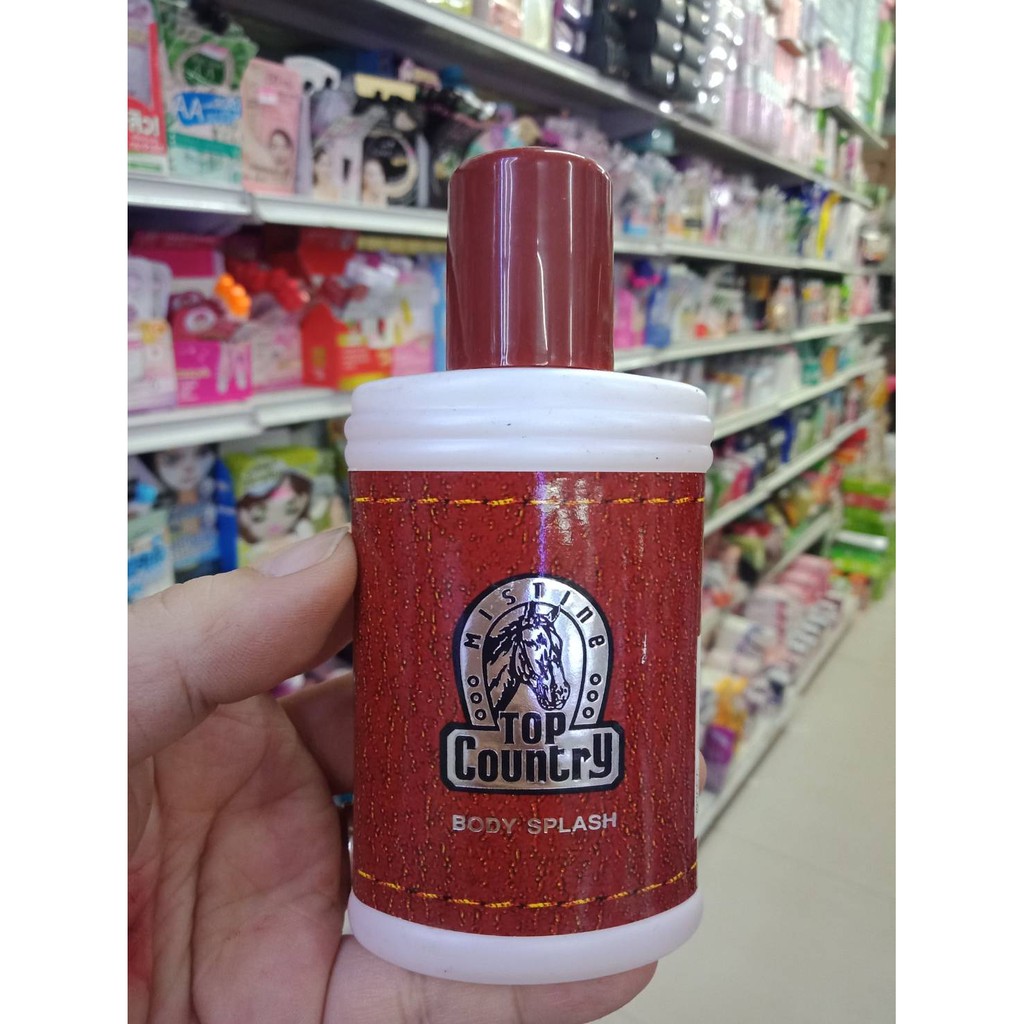 MISTINE
TOP
Country
BODY SPLASH